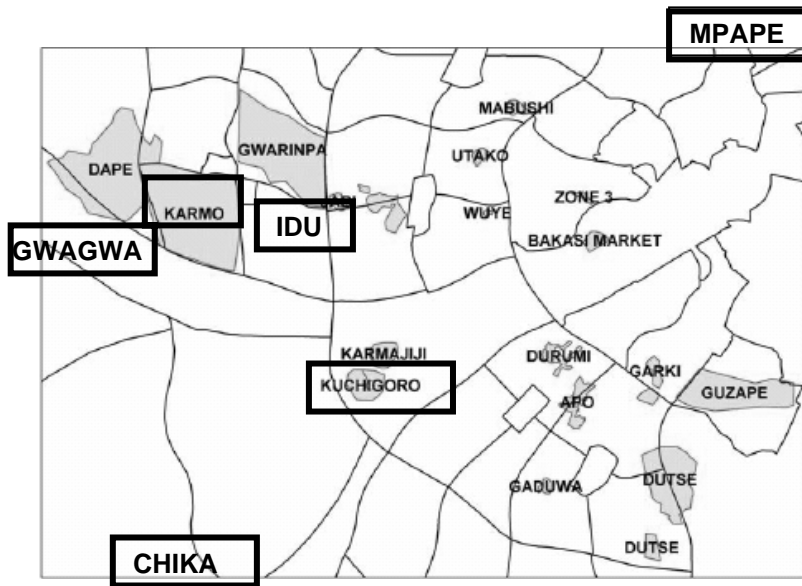 MPAPE
MABUSHI
GWARINPA
UTAKO
DAPE
ZONE 3
KARMO
WUYE
IDU
BAKASI MARKET
GWAGWA
KARMAJIJI
DURUMI
GARKI
KUCHIGORO
GUZAPE
APO
DUTSE
GADUWA
DUTSE
CHIKA